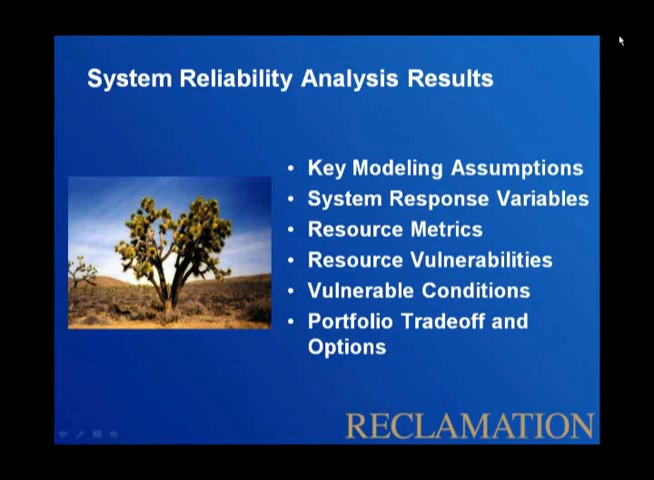 System Reliability Analysis Results
• Key Modeling Assumptions
• System Response Variables
• Resource Metrics
• Resource Vulnerabilities
• Vulnerable Conditions
• Portfolio Tradeoff and
Options
RECLAMATION